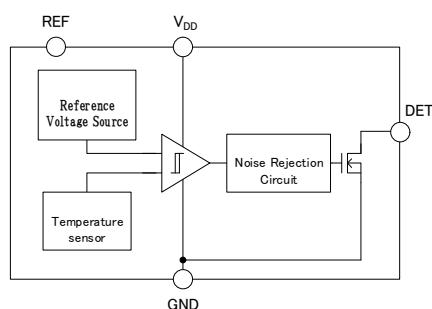 REF
VDD
Reference
Voltage Source
DET
Noise Rejection
Circuit
Temperature
sensor
GND